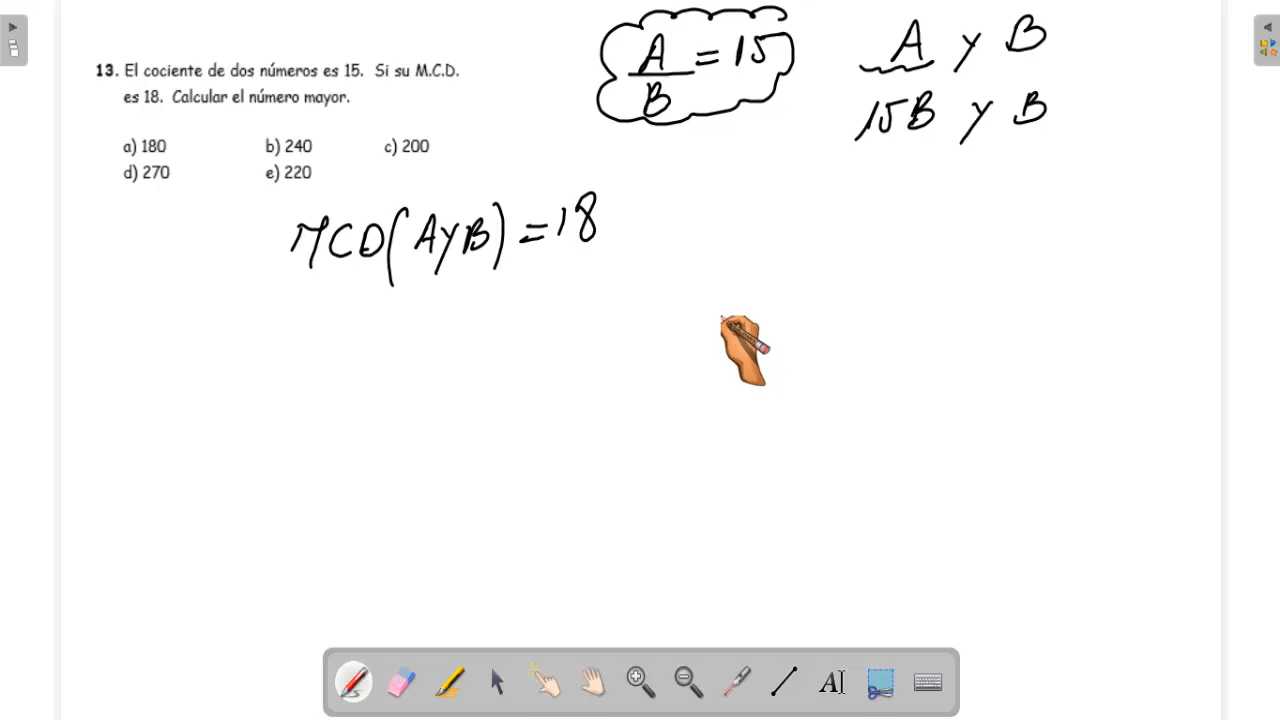 13. El cociente de dos números es 15. Si su M.C.D.
es 18. Calcular el número mayor.
a) 180 b) 240 c) 200
d) 270 e) 220
A/B = 15
A y B
15B y B
MCD(A y B) = 18